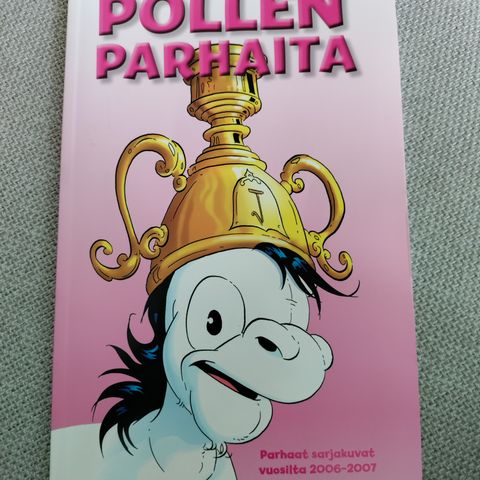 POLLEN
PARHAITA
J
Parhaat sarjakuvat
vuosilta 2006-2007